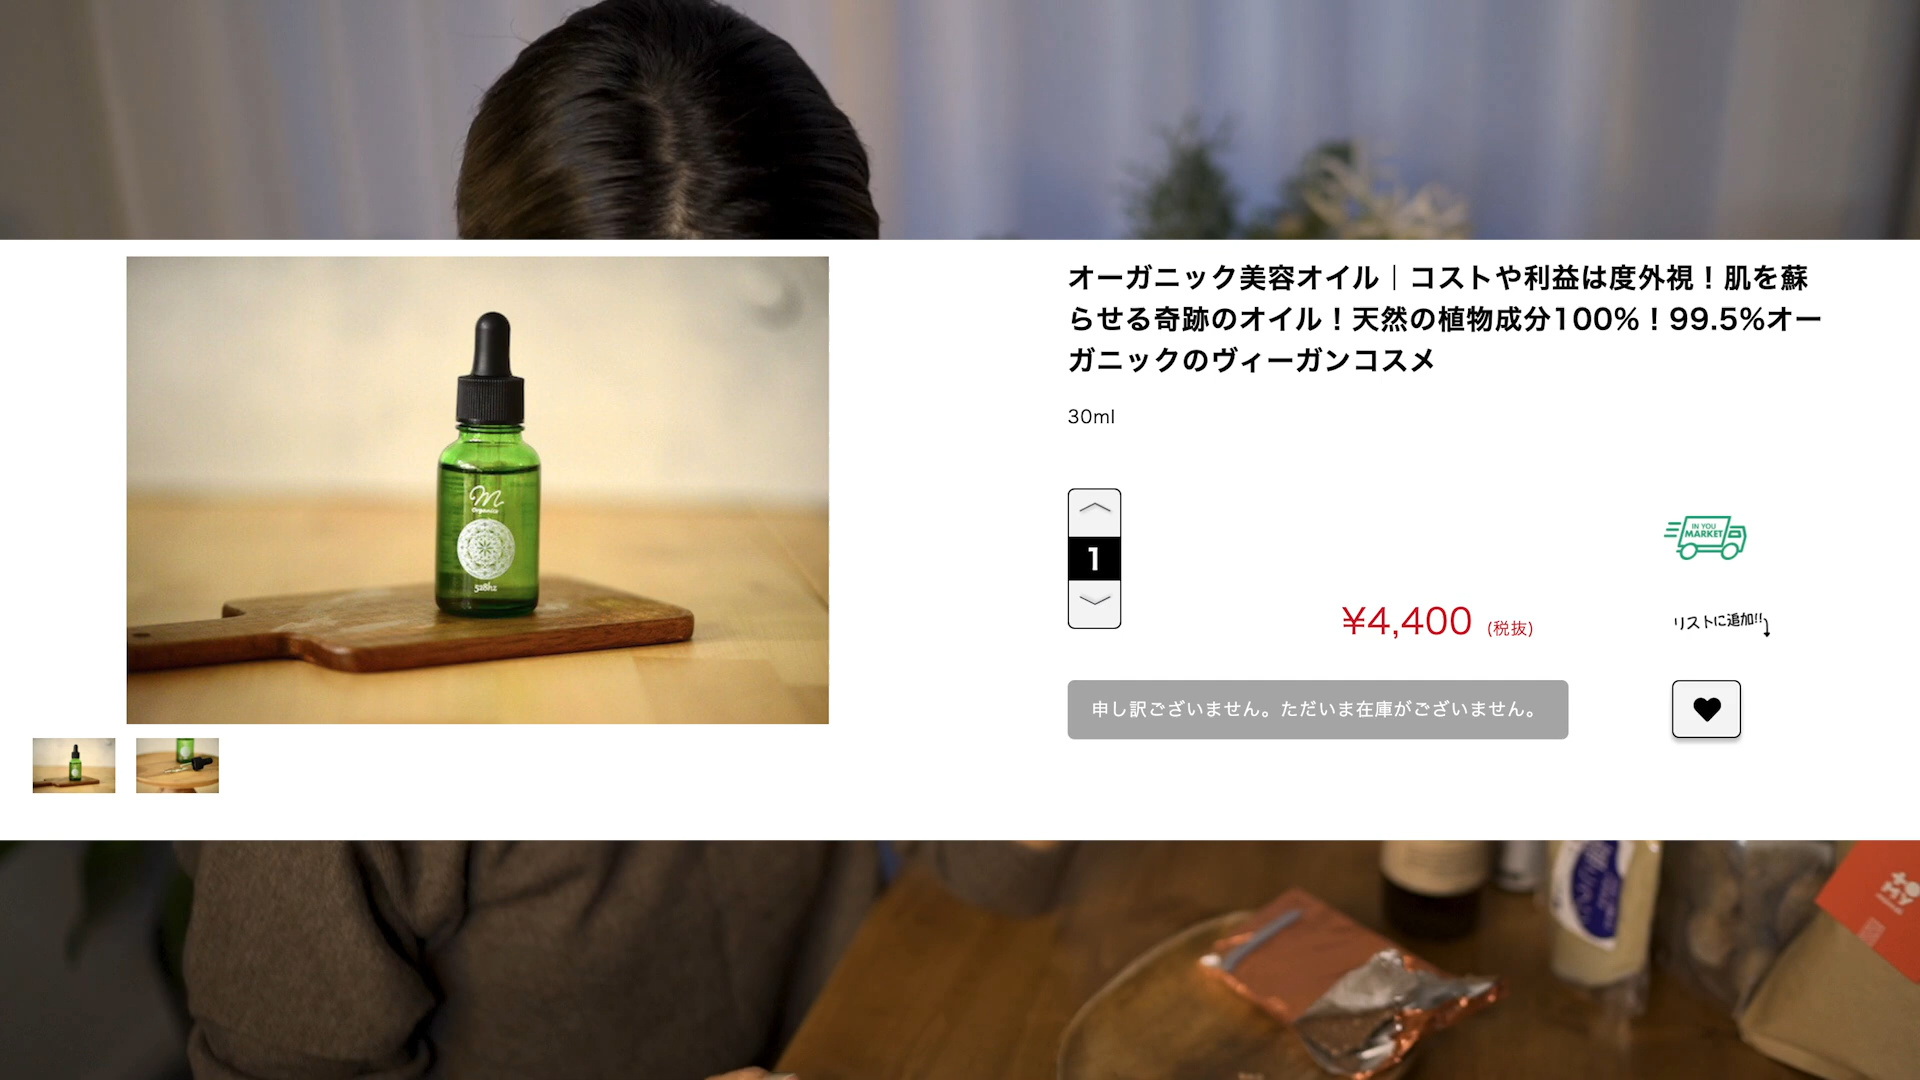 オーガニック美容オイル｜コストや利益は度外視！肌を蘇
らせる奇跡のオイル！天然の植物成分100%！99.5%オー
ガニックのヴィーガンコスメ
30ml
1
IN YOU
MARKET
¥4,400 (税抜)
リストに追加!!
申し訳ございません。ただいま在庫がございません。
m
organics
528hz